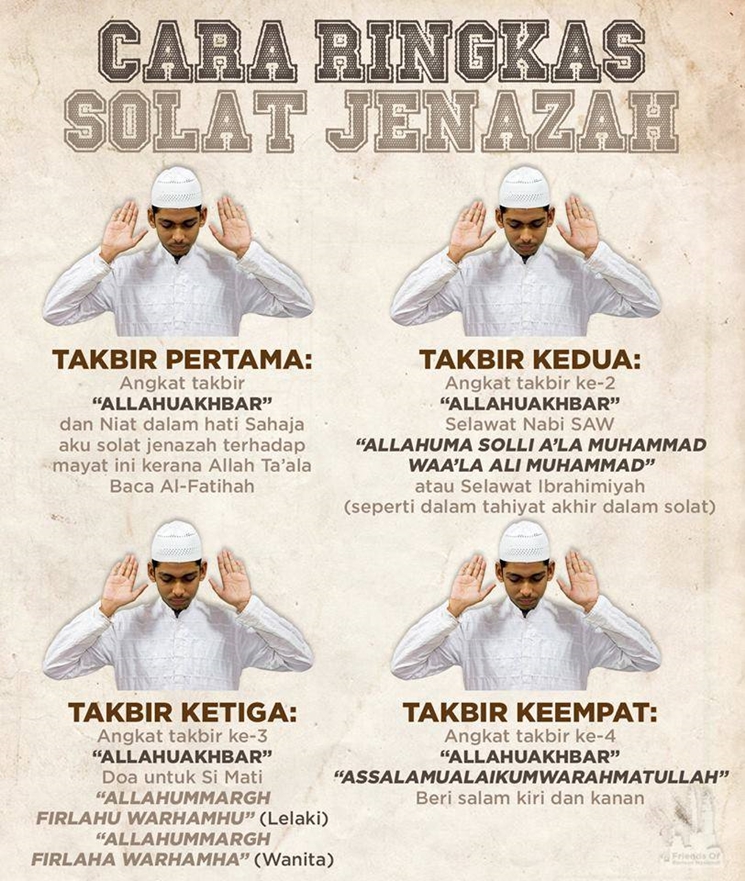 CARA RINGKAS
SOLAT JENAZAH
TAKBIR PERTAMA:
Angkat takbir
“ALLAHUAKHBAR”
dan Niat dalam hati Sahaja
aku solat jenazah terhadap
mayat ini kerana Allah Ta'ala
Baca Al-Fatihah
TAKBIR KEDUA:
Angkat takbir ke-2
“ALLAHUAKHBAR”
Selawat Nabi SAW
“ALLAHUMA SOLLI A'LA MUHAMMAD
WAA'LA ALI MUHAMMAD”
atau Selawat Ibrahimiyah
(seperti dalam tahiyat akhir dalam solat)
TAKBIR KETIGA:
Angkat takbir ke-3
“ALLAHUAKHBAR”
Doa untuk Si Mati
“ALLAHUMMARGH
FIRLAHU WARHAMHU” (Lelaki)
“ALLAHUMMARGH
FIRLAHA WARHAMHA” (Wanita)
TAKBIR KEEMPAT:
Angkat takbir ke-4
“ALLAHUAKHBAR”
“ASSALAMUALAIKUMWARAHMATULLAH”
Beri salam kiri dan kanan
Friends Of